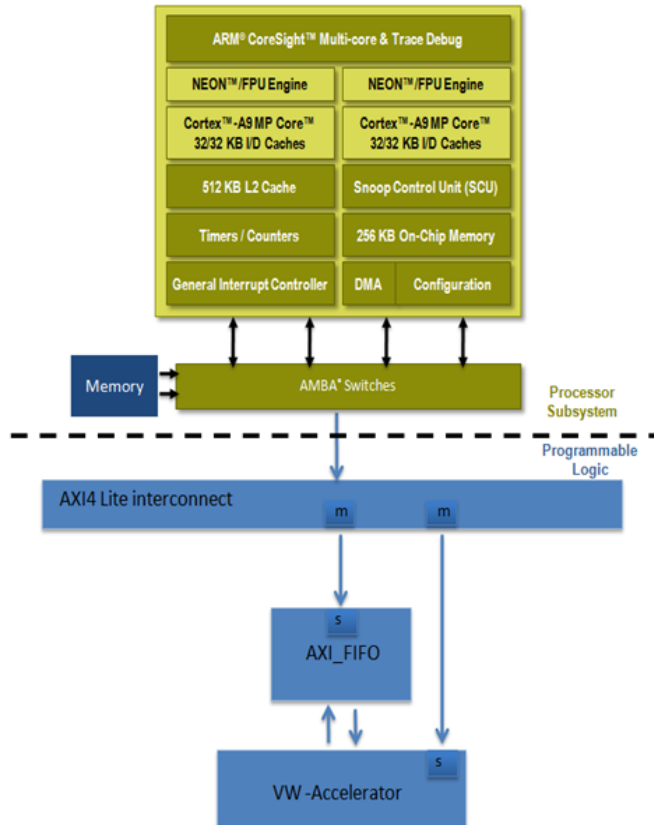 ARM® CoreSight™ Multi-core & Trace Debug
NEON™/FPU Engine
NEON™/FPU Engine
Cortex™-A9 MP Core™
32/32 KB I/D Caches
Cortex™-A9 MP Core™
32/32 KB I/D Caches
512 KB L2 Cache
Snoop Control Unit (SCU)
Timers / Counters
256 KB On-Chip Memory
General Interrupt Controller
DMA
Configuration
Memory
AMBA® Switches
Processor
Subsystem
Programmable
Logic
AXI4 Lite interconnect
m
m
s
AXI_FIFO
s
VW -Accelerator